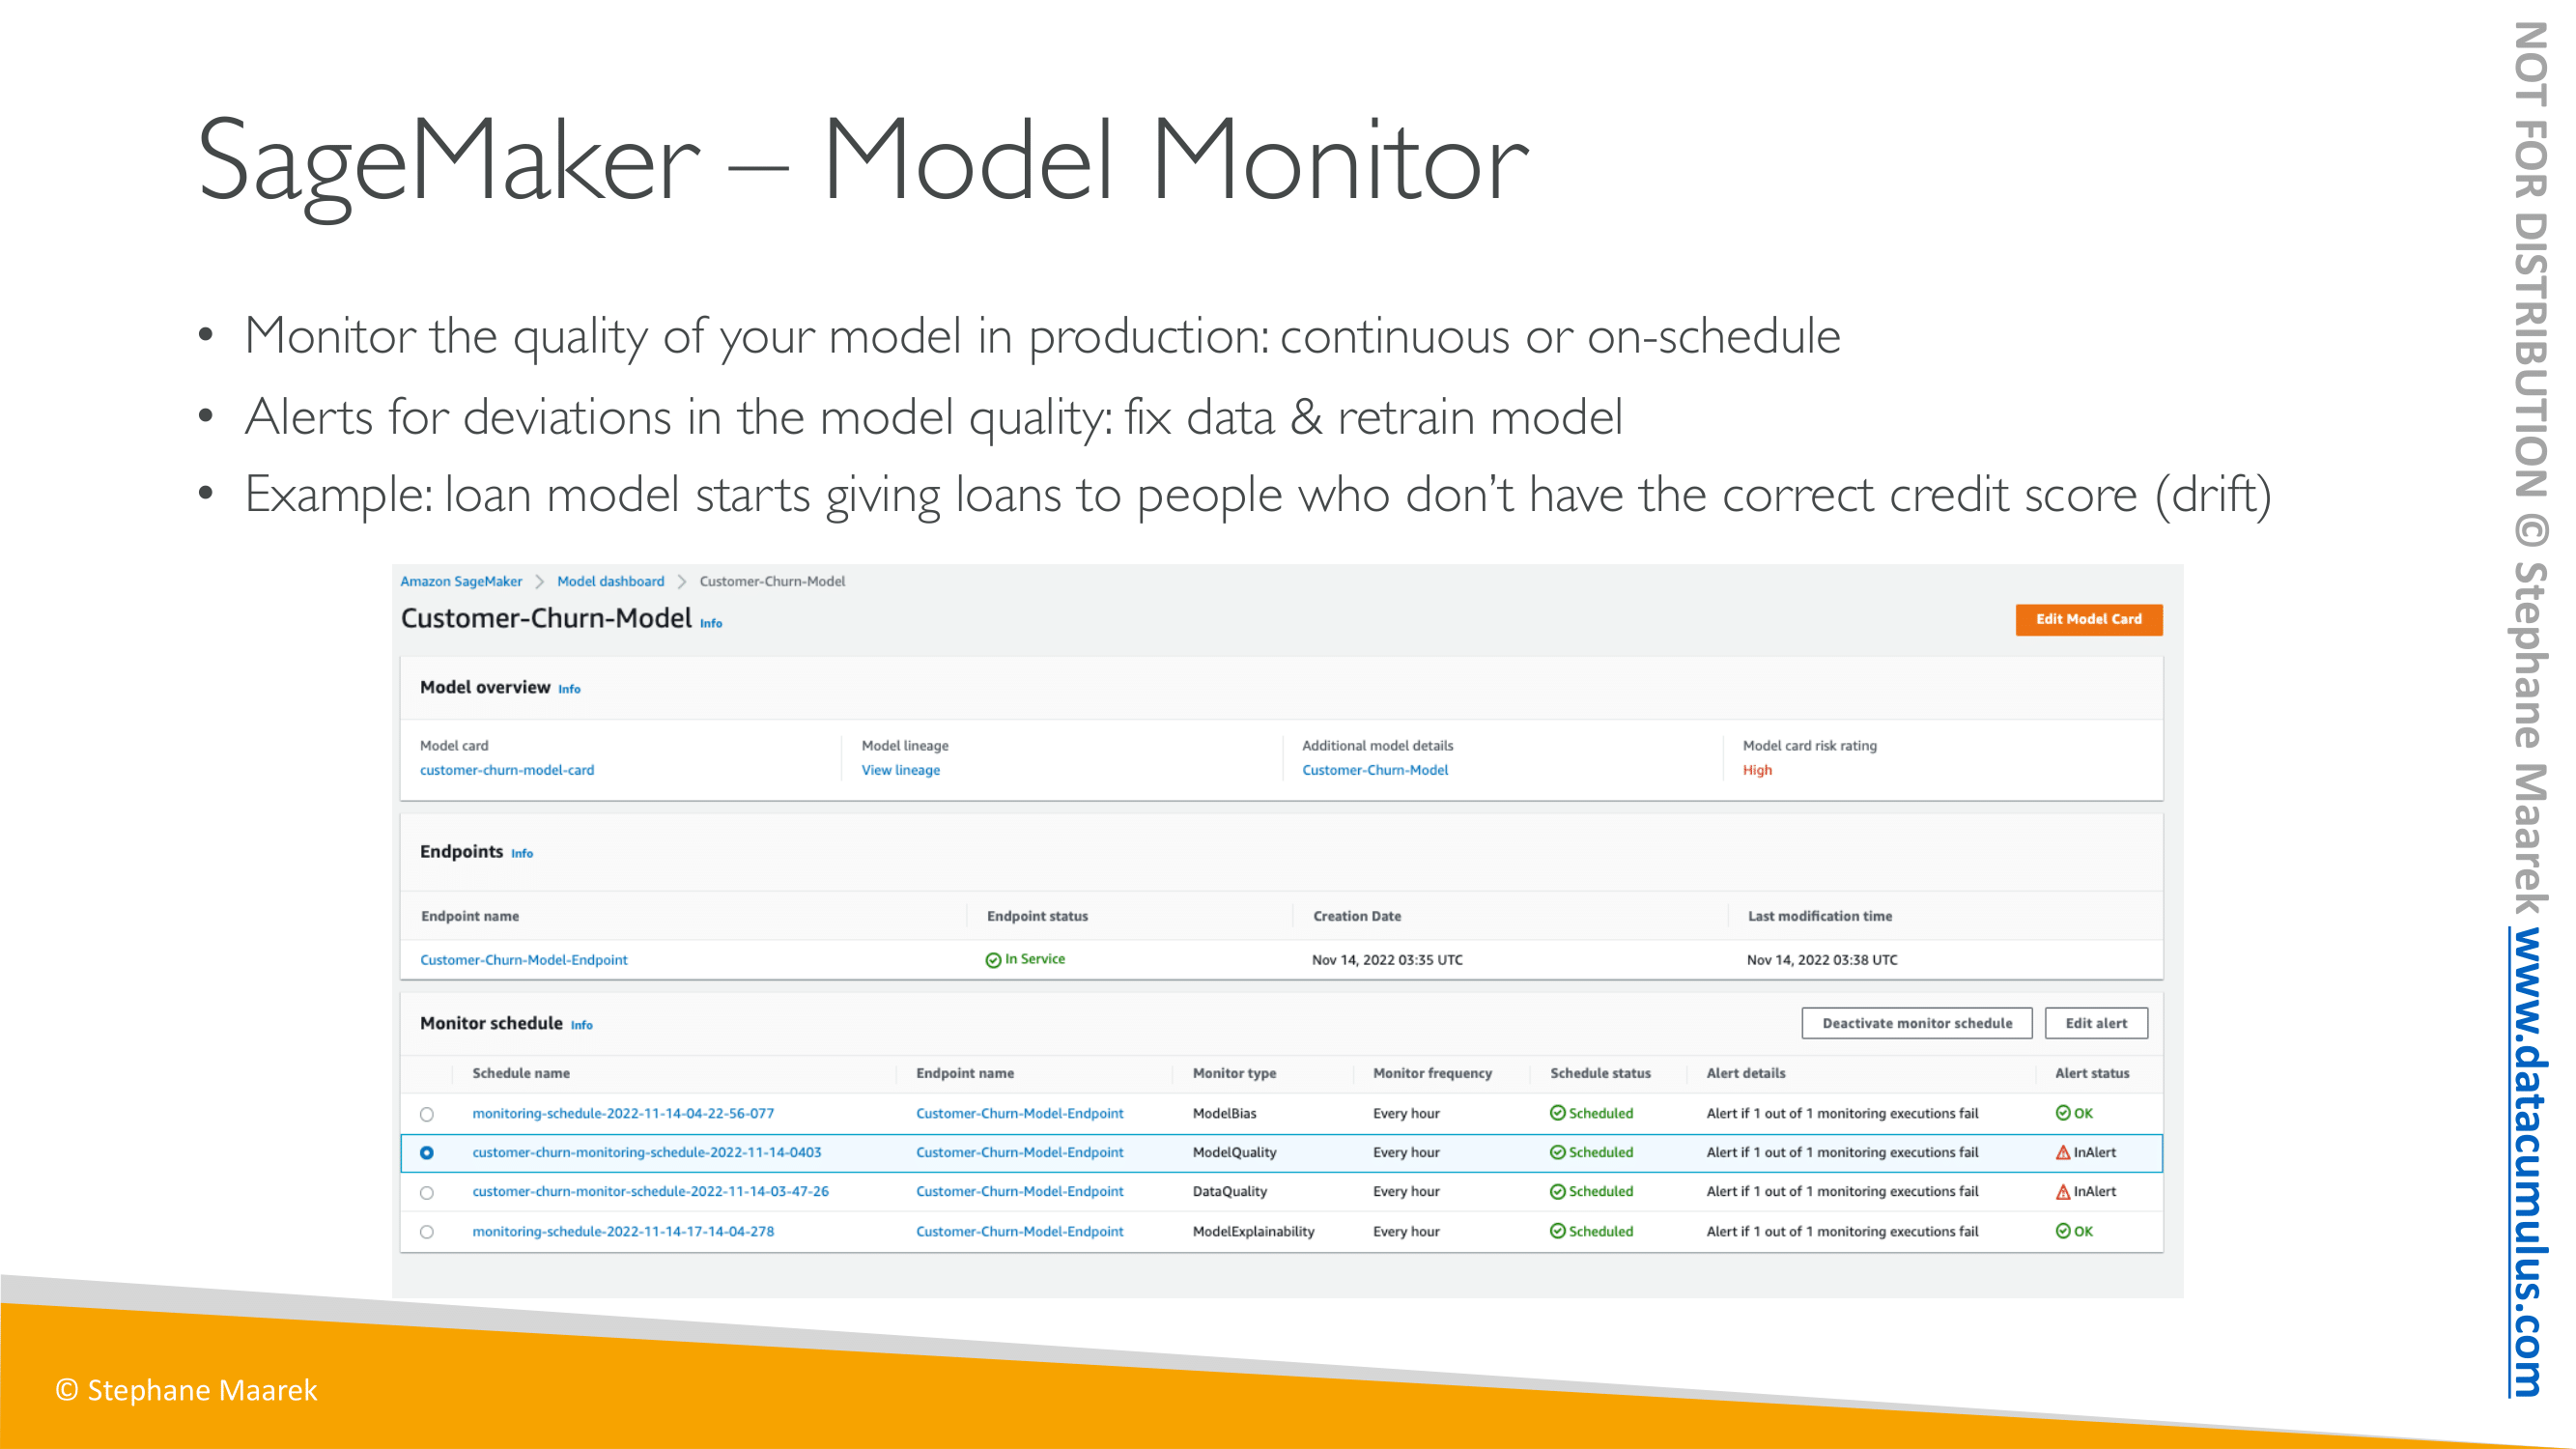 SageMaker – Model Monitor
• Monitor the quality of your model in production: continuous or on-schedule
• Alerts for deviations in the model quality: fix data & retrain model
• Example: loan model starts giving loans to people who don’t have the correct credit score (drift)
Amazon SageMaker > Model dashboard > Customer-Churn-Model
Customer-Churn-Model Info
Edit Model Card
Model overview Info
Model card Model lineage Additional model details Model card risk rating
customer-churn-model-card View lineage Customer-Churn-Model High
Endpoints Info
Endpoint name Endpoint status Creation Date Last modification time
Customer-Churn-Model-Endpoint In Service Nov 14, 2022 03:35 UTC Nov 14, 2022 03:38 UTC
Monitor schedule Info Deactivate monitor schedule Edit alert
Schedule name Endpoint name Monitor type Monitor frequency Schedule status Alert details Alert status
monitoring-schedule-2022-11-14-04-22-56-077 Customer-Churn-Model-Endpoint ModelBias Every hour Scheduled Alert if 1 out of 1 monitoring executions fail OK
customer-churn-monitoring-schedule-2022-11-14-0403 Customer-Churn-Model-Endpoint ModelQuality Every hour Scheduled Alert if 1 out of 1 monitoring executions fail InAlert
customer-churn-monitor-schedule-2022-11-14-03-47-26 Customer-Churn-Model-Endpoint DataQuality Every hour Scheduled Alert if 1 out of 1 monitoring executions fail InAlert
monitoring-schedule-2022-11-14-17-14-04-278 Customer-Churn-Model-Endpoint ModelExplainability Every hour Scheduled Alert if 1 out of 1 monitoring executions fail OK
© Stephane Maarek
NOT FOR DISTRIBUTION © Stephane Maarek www.datacumulus.com